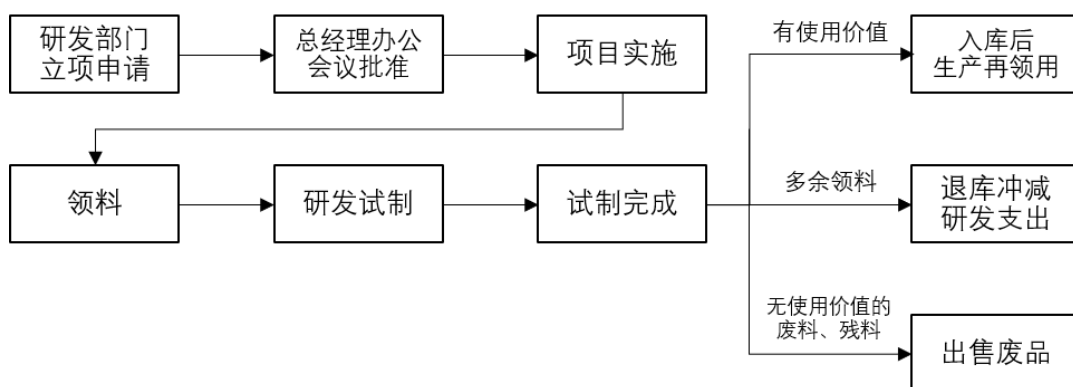 研发部门
立项申请
总经理办公
会议批准
项目实施
有使用价值
入库后
生产再领用
领料
研发试制
试制完成
多余领料
退库冲减
研发支出
无使用价值的
废料、残料
出售废品